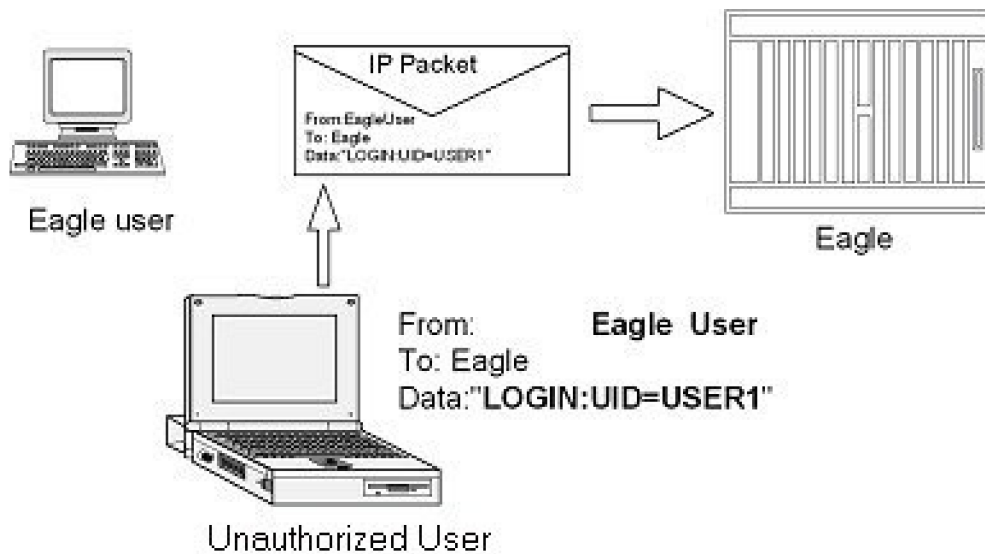 IP Packet
From:EagleUser
To: Eagle
Data:"LOGIN:UID=USER1"
Eagle user
Eagle
From: Eagle User
To: Eagle
Data:"LOGIN:UID=USER1"
Unauthorized User